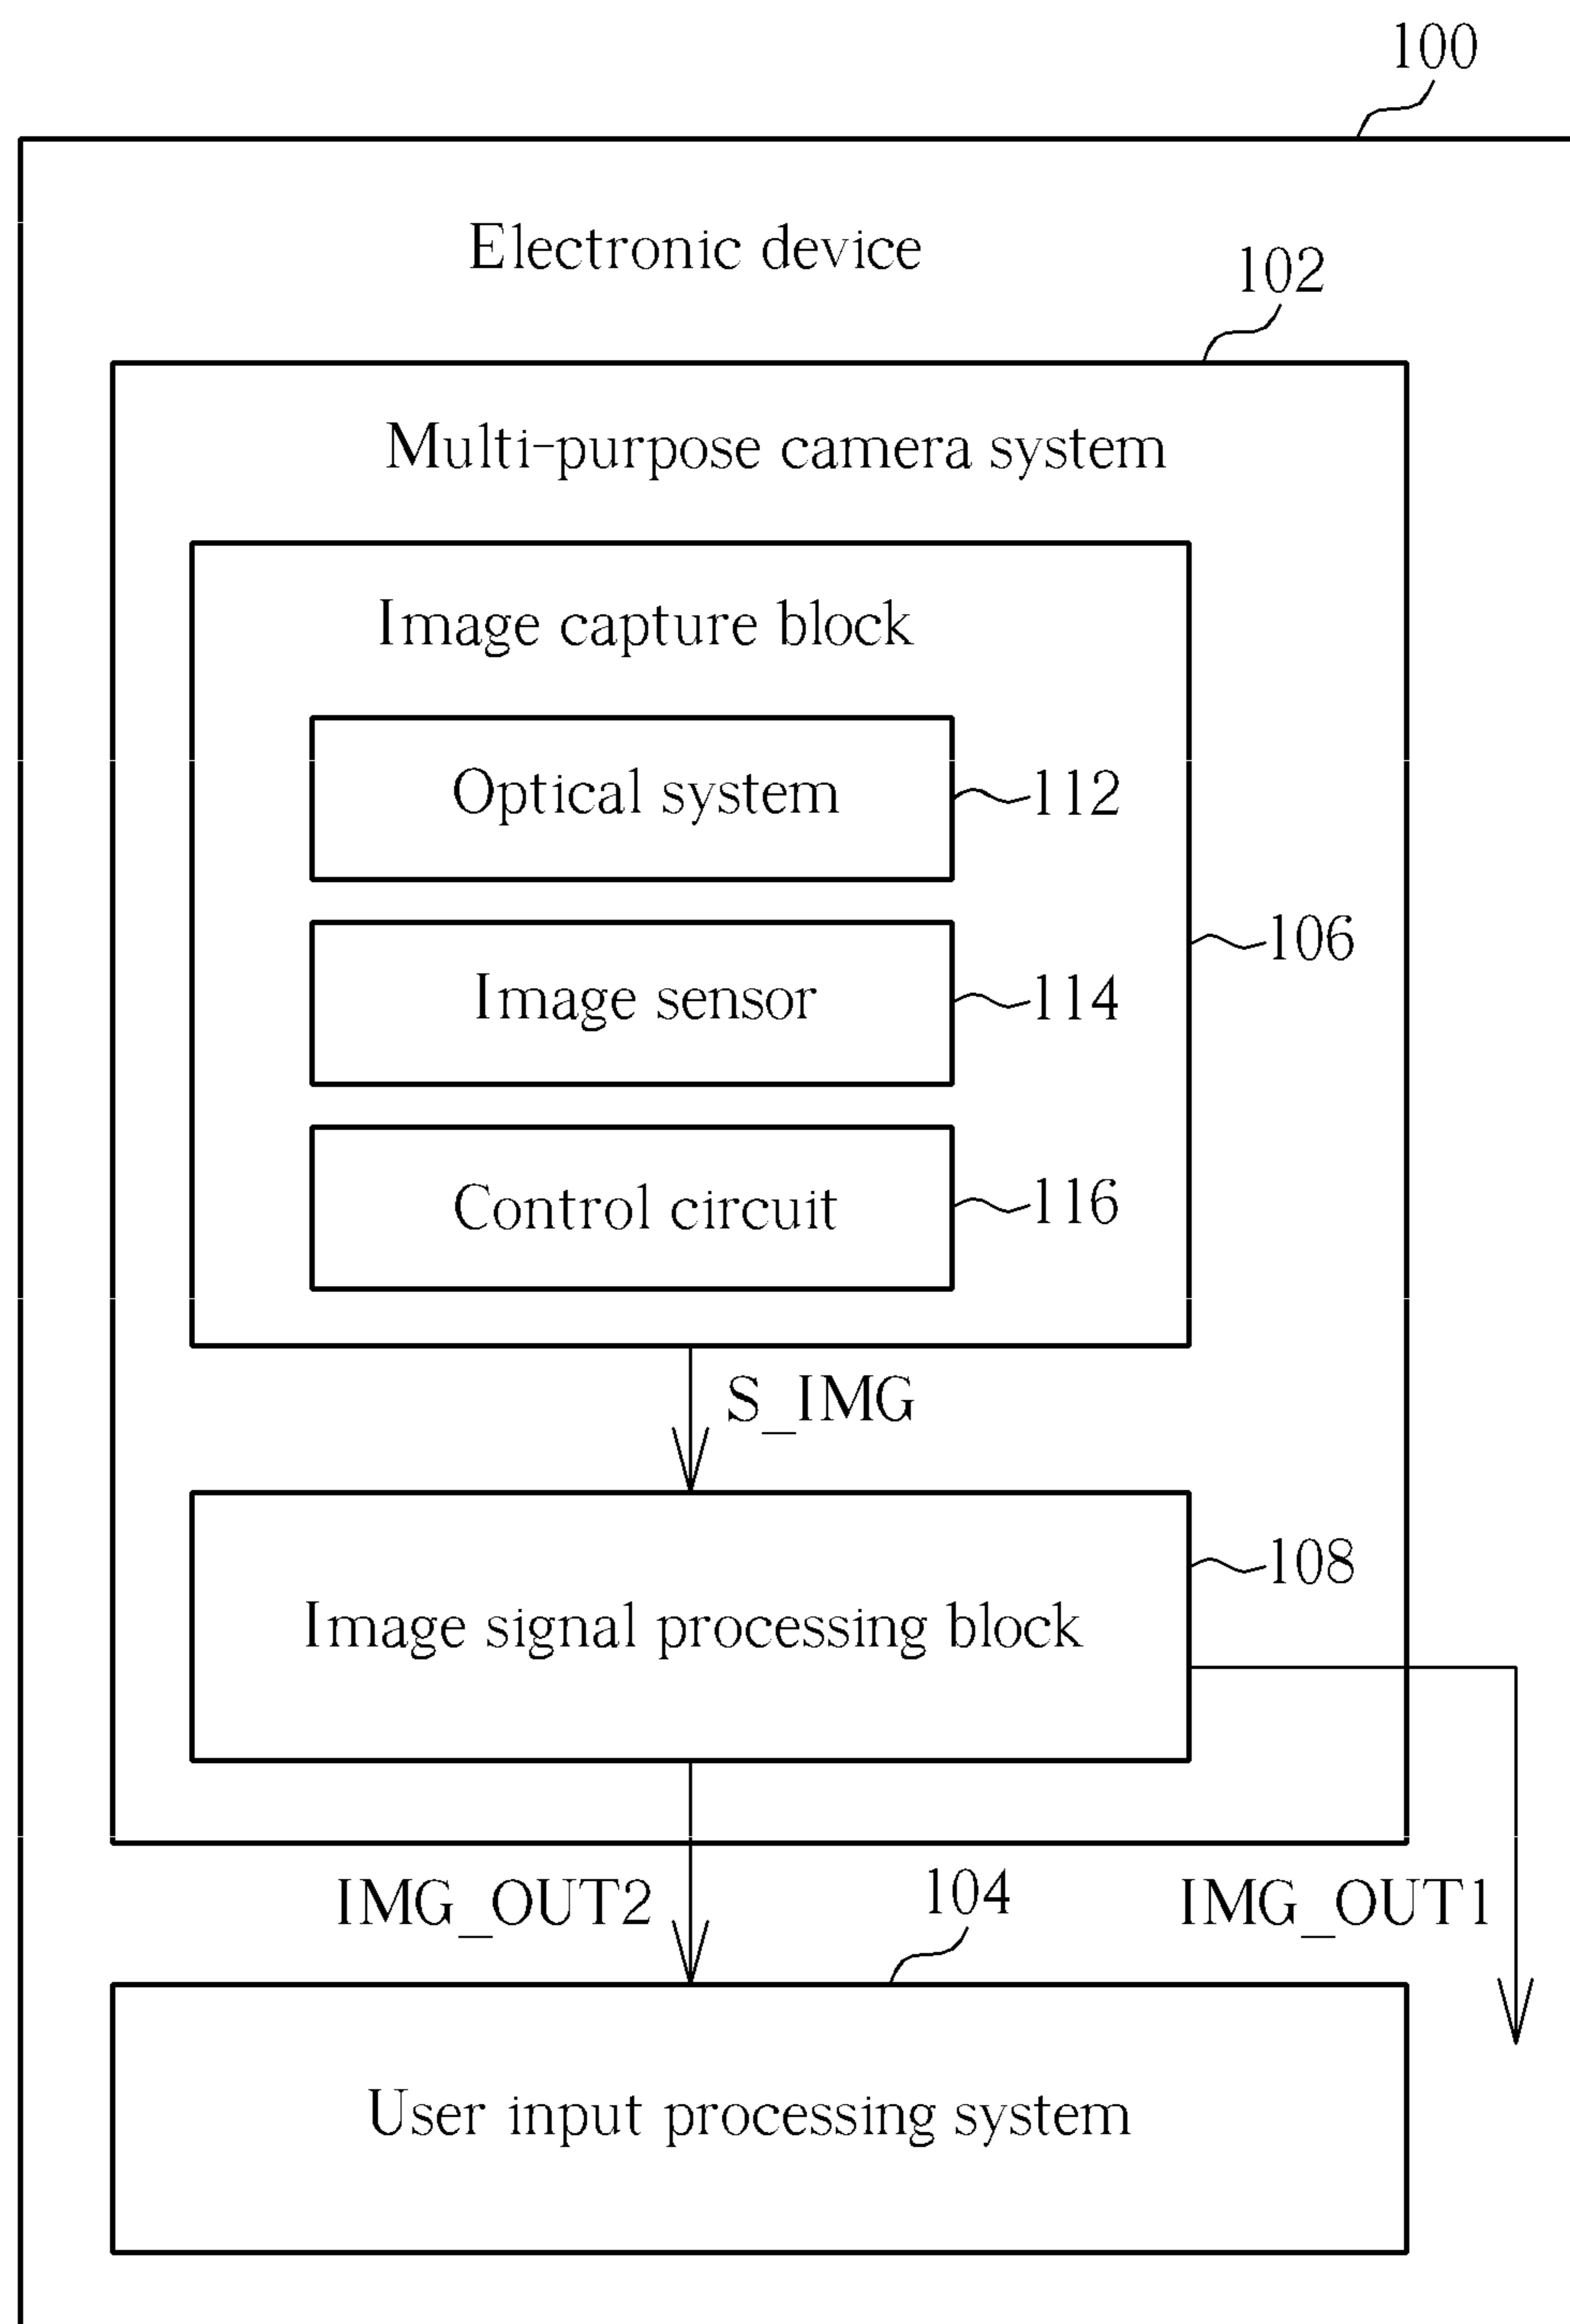 100
Electronic device
102
Multi-purpose camera system
Image capture block
Optical system
112
106
Image sensor
114
Control circuit
116
S_IMG
108
Image signal processing block
IMG_OUT2
104
IMG_OUT1
User input processing system